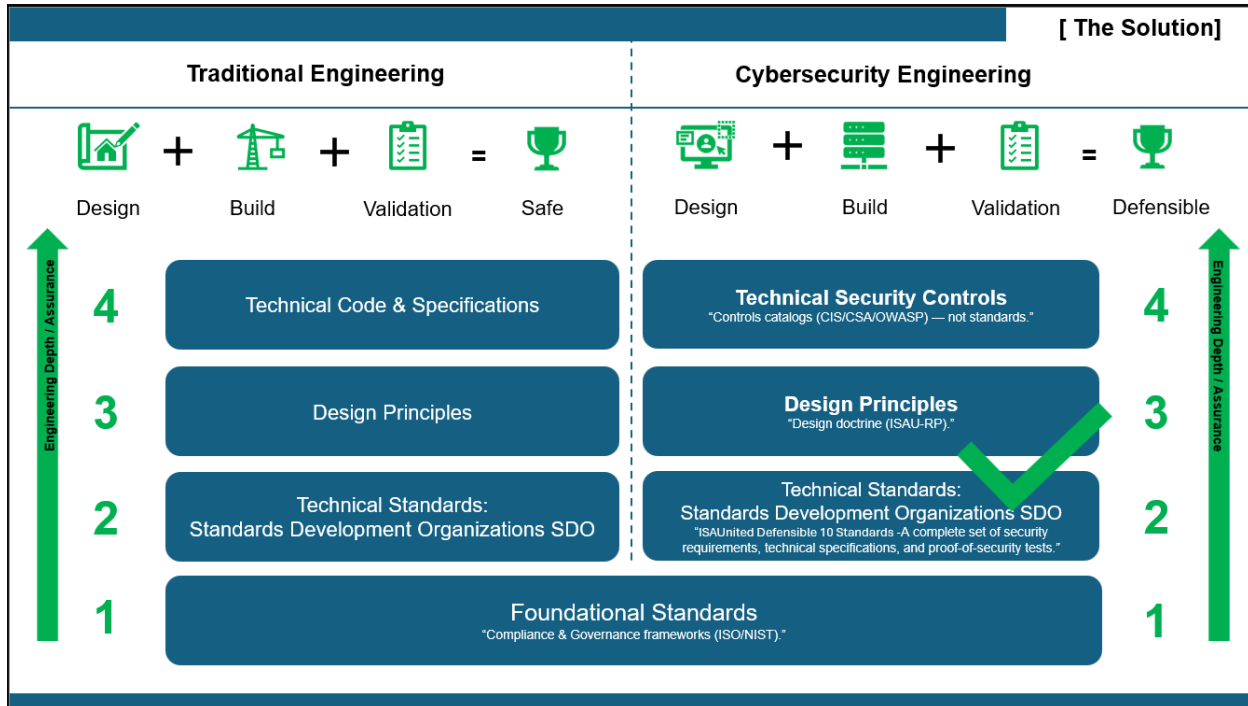 [ The Solution]
Traditional Engineering
Cybersecurity Engineering
+ + =
+ + =
Design Build Validation Safe
Design Build Validation Defensible
Engineering Depth / Assurance
Engineering Depth / Assurance
4
Technical Code & Specifications
Technical Security Controls
“Controls catalogs (CIS/CSA/OWASP) — not standards.”
4
3
Design Principles
Design Principles
“Design doctrine (ISAU-RP).”
3
2
Technical Standards:
Standards Development Organizations SDO
Technical Standards:
Standards Development Organizations SDO
“ISAUnited Defensible 10 Standards -A complete set of security
requirements, technical specifications, and proof-of-security tests.”
2
1
Foundational Standards
“Compliance & Governance frameworks (ISO/NIST).”
1